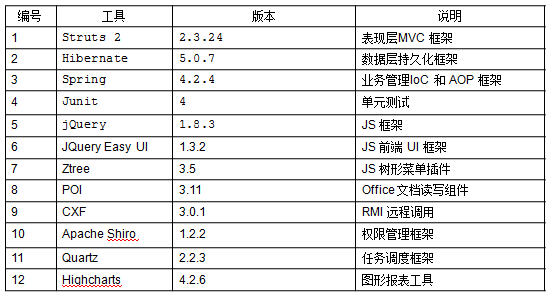 编号 工具 版本 说明
1 Struts 2 2.3.24 表现层MVC 框架
2 Hibernate 5.0.7 数据层持久化框架
3 Spring 4.2.4 业务管理IoC 和 AOP 框架
4 Junit 4 单元测试
5 jQuery 1.8.3 JS 框架
6 JQuery Easy UI 1.3.2 JS 前端 UI 框架
7 Ztree 3.5 JS 树形菜单插件
8 POI 3.11 Office文档读写组件
9 CXF 3.0.1 RMI 远程调用
10 Apache Shiro 1.2.2 权限管理框架
11 Quartz 2.2.3 任务调度框架
12 Highcharts 4.2.6 图形报表工具